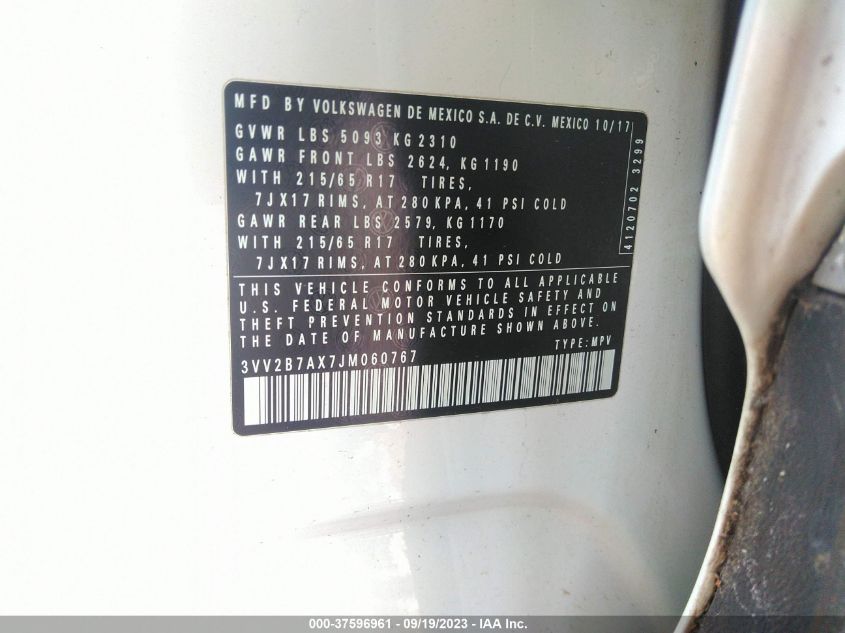 MFD BY VOLKSWAGEN DE MEXICO S.A. DE C.V. MEXICO 10/17
GVWR LBS 5093 KG 2310
GAWR FRONT LBS 2624, KG 1190
WITH 215/65 R17 TIRES,
7JX17 RIMS, AT 280 KPA, 41 PSI COLD
GAWR REAR LBS 2579, KG 1170
WITH 215/65 R17 TIRES,
7JX17 RIMS, AT 280 KPA, 41 PSI COLD
4120702 3299
THIS VEHICLE CONFORMS TO ALL APPLICABLE
U.S. FEDERAL MOTOR VEHICLE SAFETY AND
THEFT PREVENTION STANDARDS IN EFFECT ON
THE DATE OF MANUFACTURE SHOWN ABOVE.
3VV2B7AX7JM060767 TYPE: MPV
000-37596961 - 09/19/2023 - IAA Inc.